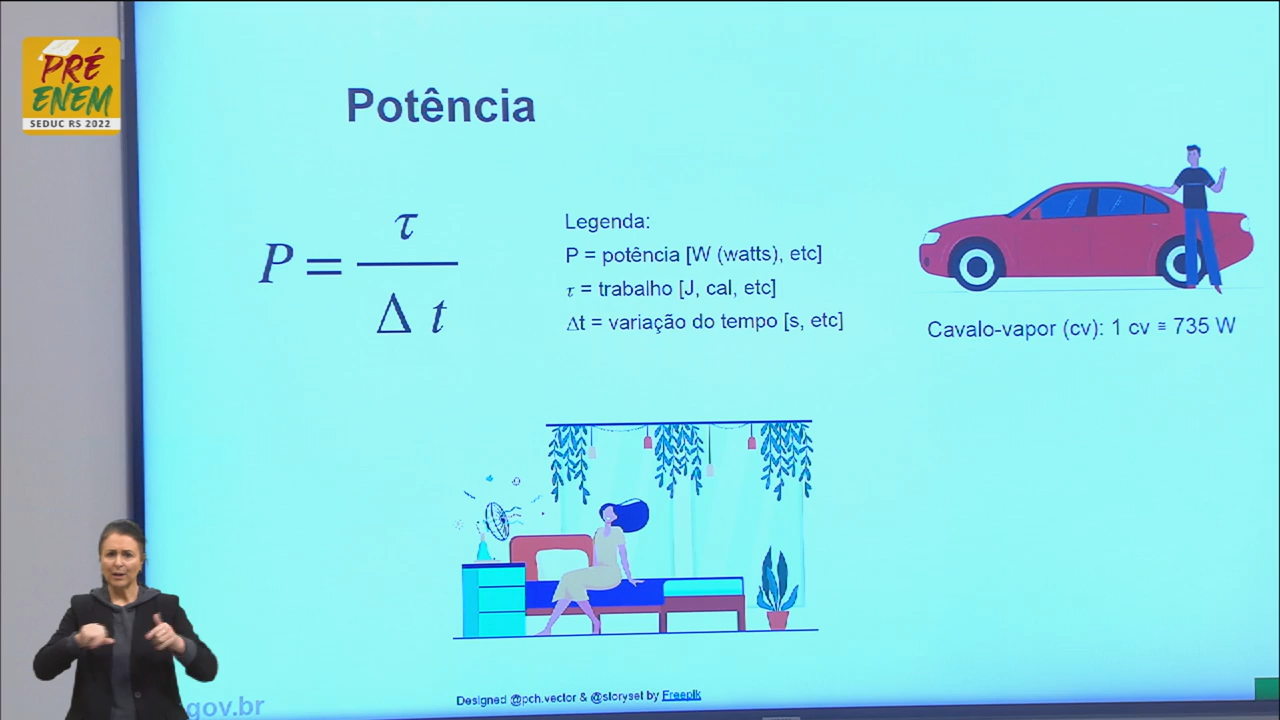 PRÉ
ENEM
SEDUC RS 2022
Potência
P = τ / Δ t
Legenda:
P = potência [W (watts), etc]
τ = trabalho [J, cal, etc]
Δt = variação do tempo [s, etc]
Cavalo-vapor (cv): 1 cv ≅ 735 W
Designed @pch.vector & @storyset by Freepik
gov.br